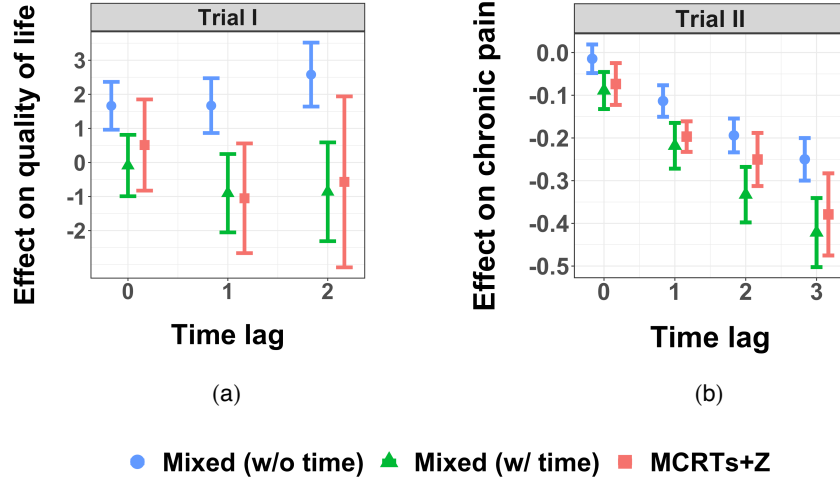 Trial I
Effect on quality of life
3
2
1
0
-1
-2
0 1 2
Time lag
(a)
Trial II
Effect on chronic pain
0.0
-0.1
-0.2
-0.3
-0.4
-0.5
0 1 2 3
Time lag
(b)
Mixed (w/o time) Mixed (w/ time) MCRTs+Z